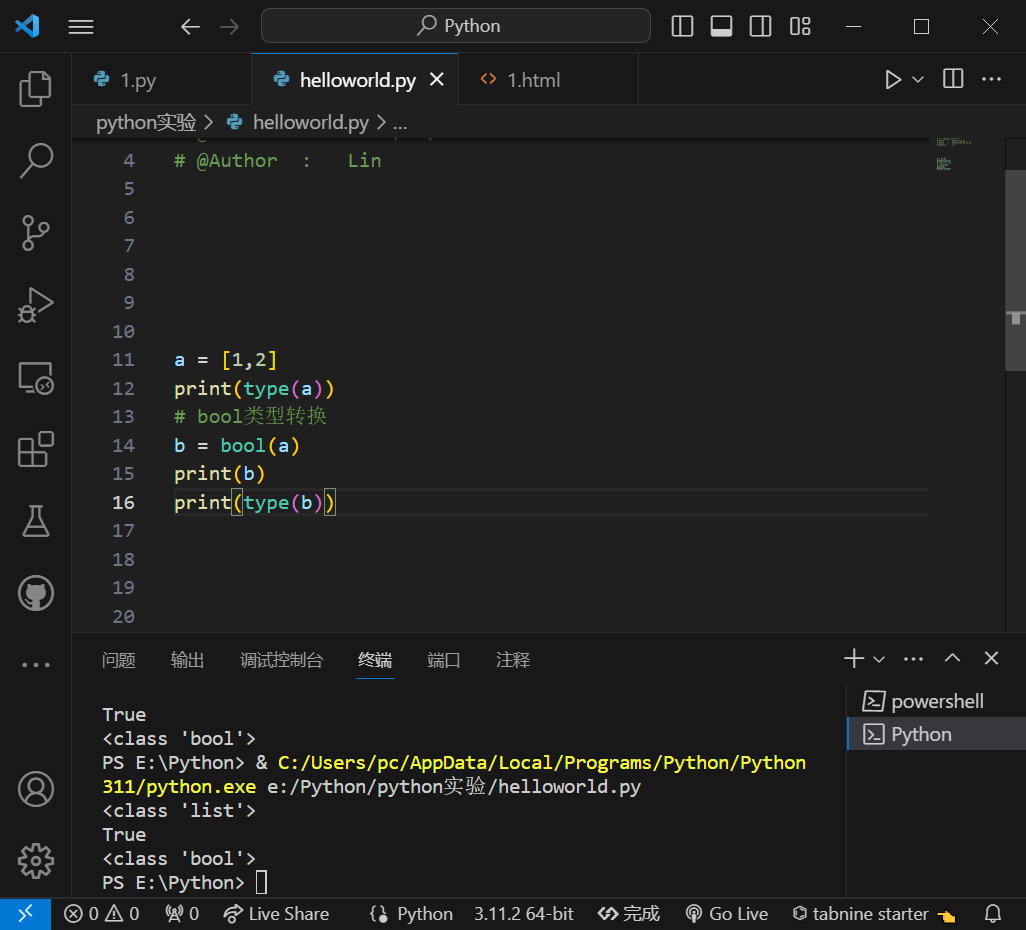 Python
1.py
helloworld.py
1.html
python实验 > helloworld.py > ...
4 # @Author : Lin
5
6
7
8
9
10
11 a = [1,2]
12 print(type(a))
13 # bool类型转换
14 b = bool(a)
15 print(b)
16 print(type(b))
17
18
19
20
问题 输出 调试控制台 终端 端口 注释
True
<class 'bool'>
PS E:\Python> & C:/Users/pc/AppData/Local/Programs/Python/Python
311/python.exe e:/Python/python实验/helloworld.py
<class 'list'>
True
<class 'bool'>
PS E:\Python>
powershell
Python
0 0 0 Live Share Python 3.11.2 64-bit 完成 Go Live tabnine starter